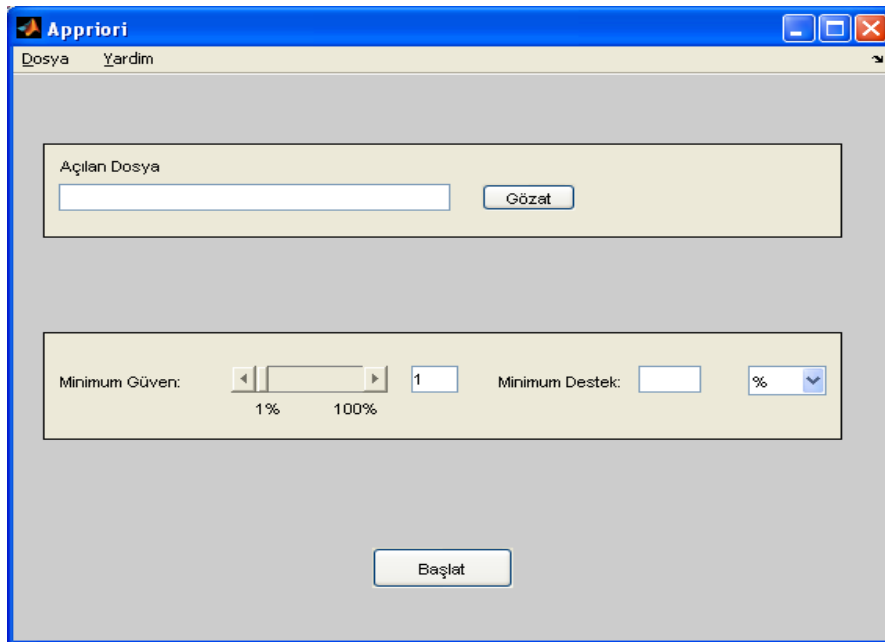 Appriori
Dosya Yardim
Açılan Dosya
Gözat
Minimum Güven: 1 Minimum Destek: %
1% 100%
Başlat